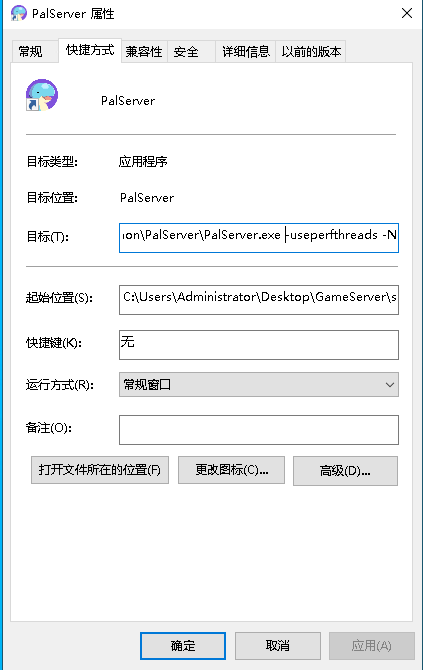 PalServer 属性
常规 快捷方式 兼容性 安全 详细信息 以前的版本
PalServer
目标类型: 应用程序
目标位置: PalServer
目标(T): ion\PalServer\PalServer.exe -useperfthreads -N
起始位置(S): C:\Users\Administrator\Desktop\GameServer\s
快捷键(K): 无
运行方式(R): 常规窗口
备注(O):
打开文件所在的位置(F) 更改图标(C)... 高级(D)...
确定 取消 应用(A)